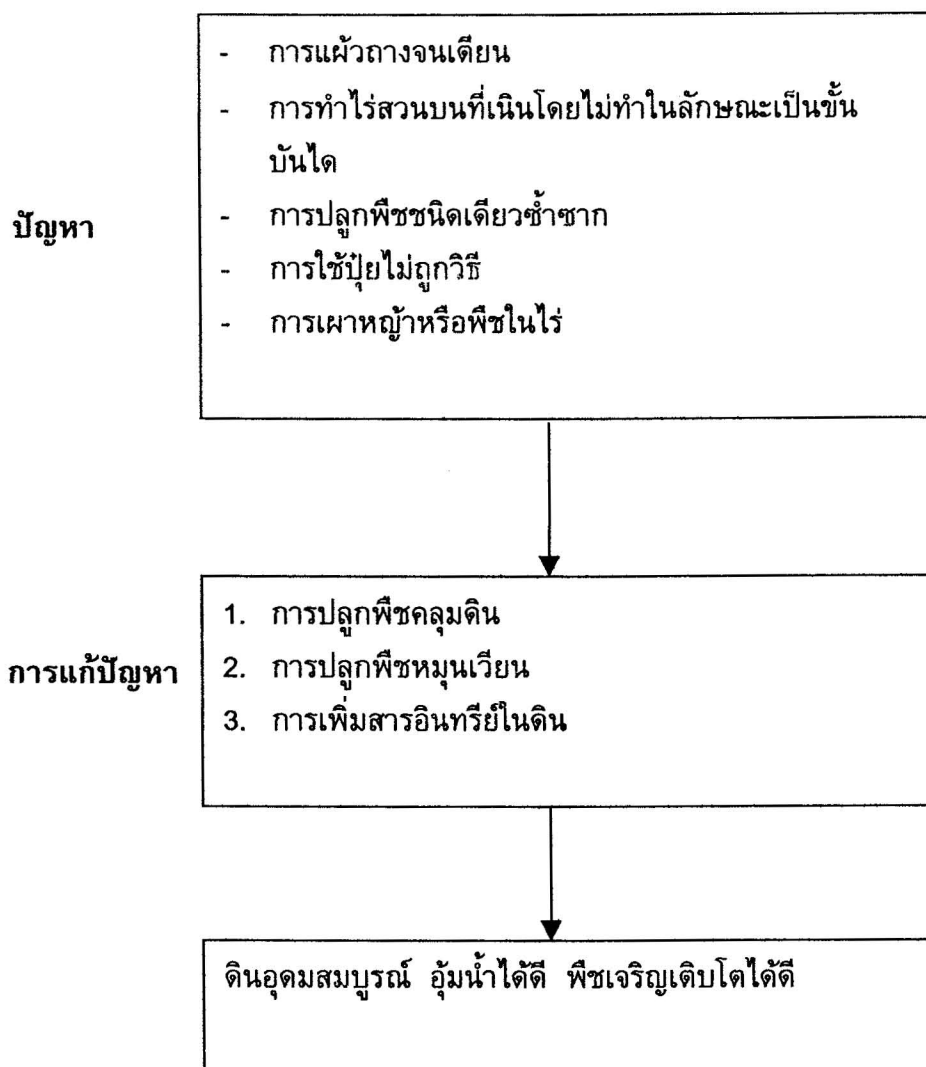 - การแผ้วถางจนเตียน
- การทำไร่สวนบนที่เนินโดยไม่ทำในลักษณะเป็นขั้น
บันได
ปัญหา
- การปลูกพืชชนิดเดียวซ้ำซาก
- การใช้ปุ๋ยไม่ถูกวิธี
- การเผาหญ้าหรือพืชในไร่
1. การปลูกพืชคลุมดิน
การแก้ปัญหา
2. การปลูกพืชหมุนเวียน
3. การเพิ่มสารอินทรีย์ในดิน
ดินอุดมสมบูรณ์ อุ้มน้ำได้ดี พืชเจริญเติบโตได้ดี